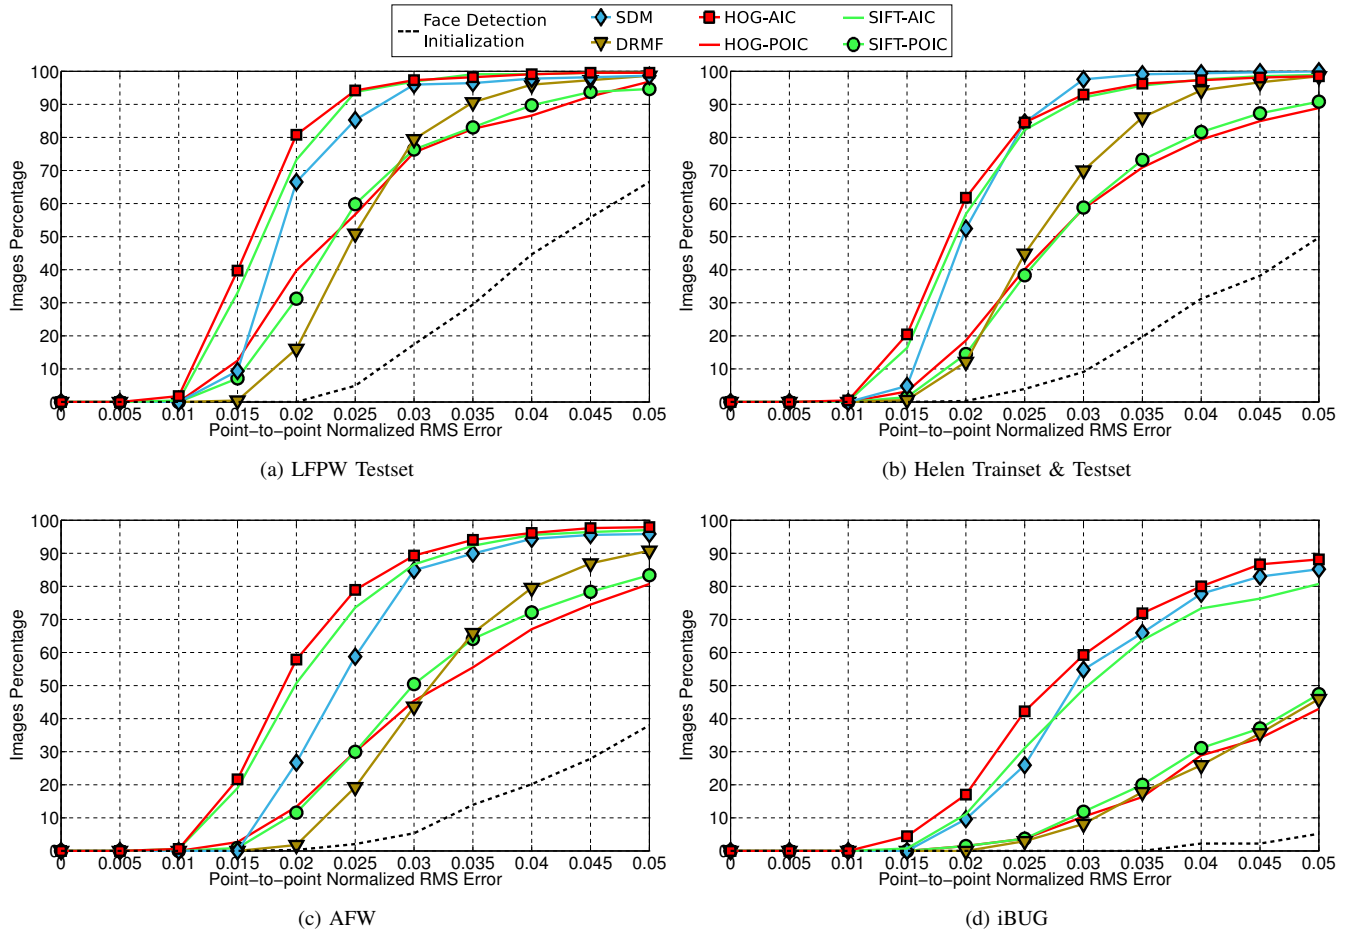 Face Detection
Initialization
SDM
DRMF
HOG-AIC
HOG-POIC
SIFT-AIC
SIFT-POIC
Images Percentage
100
90
80
70
60
50
40
30
20
10
0
0 0.005 0.01 0.015 0.02 0.025 0.03 0.035 0.04 0.045 0.05
Point-to-point Normalized RMS Error
(a) LFPW Testset
Images Percentage
100
90
80
70
60
50
40
30
20
10
0
0 0.005 0.01 0.015 0.02 0.025 0.03 0.035 0.04 0.045 0.05
Point-to-point Normalized RMS Error
(b) Helen Trainset & Testset
Images Percentage
100
90
80
70
60
50
40
30
20
10
0
0 0.005 0.01 0.015 0.02 0.025 0.03 0.035 0.04 0.045 0.05
Point-to-point Normalized RMS Error
(c) AFW
Images Percentage
100
90
80
70
60
50
40
30
20
10
0
0 0.005 0.01 0.015 0.02 0.025 0.03 0.035 0.04 0.045 0.05
Point-to-point Normalized RMS Error
(d) iBUG